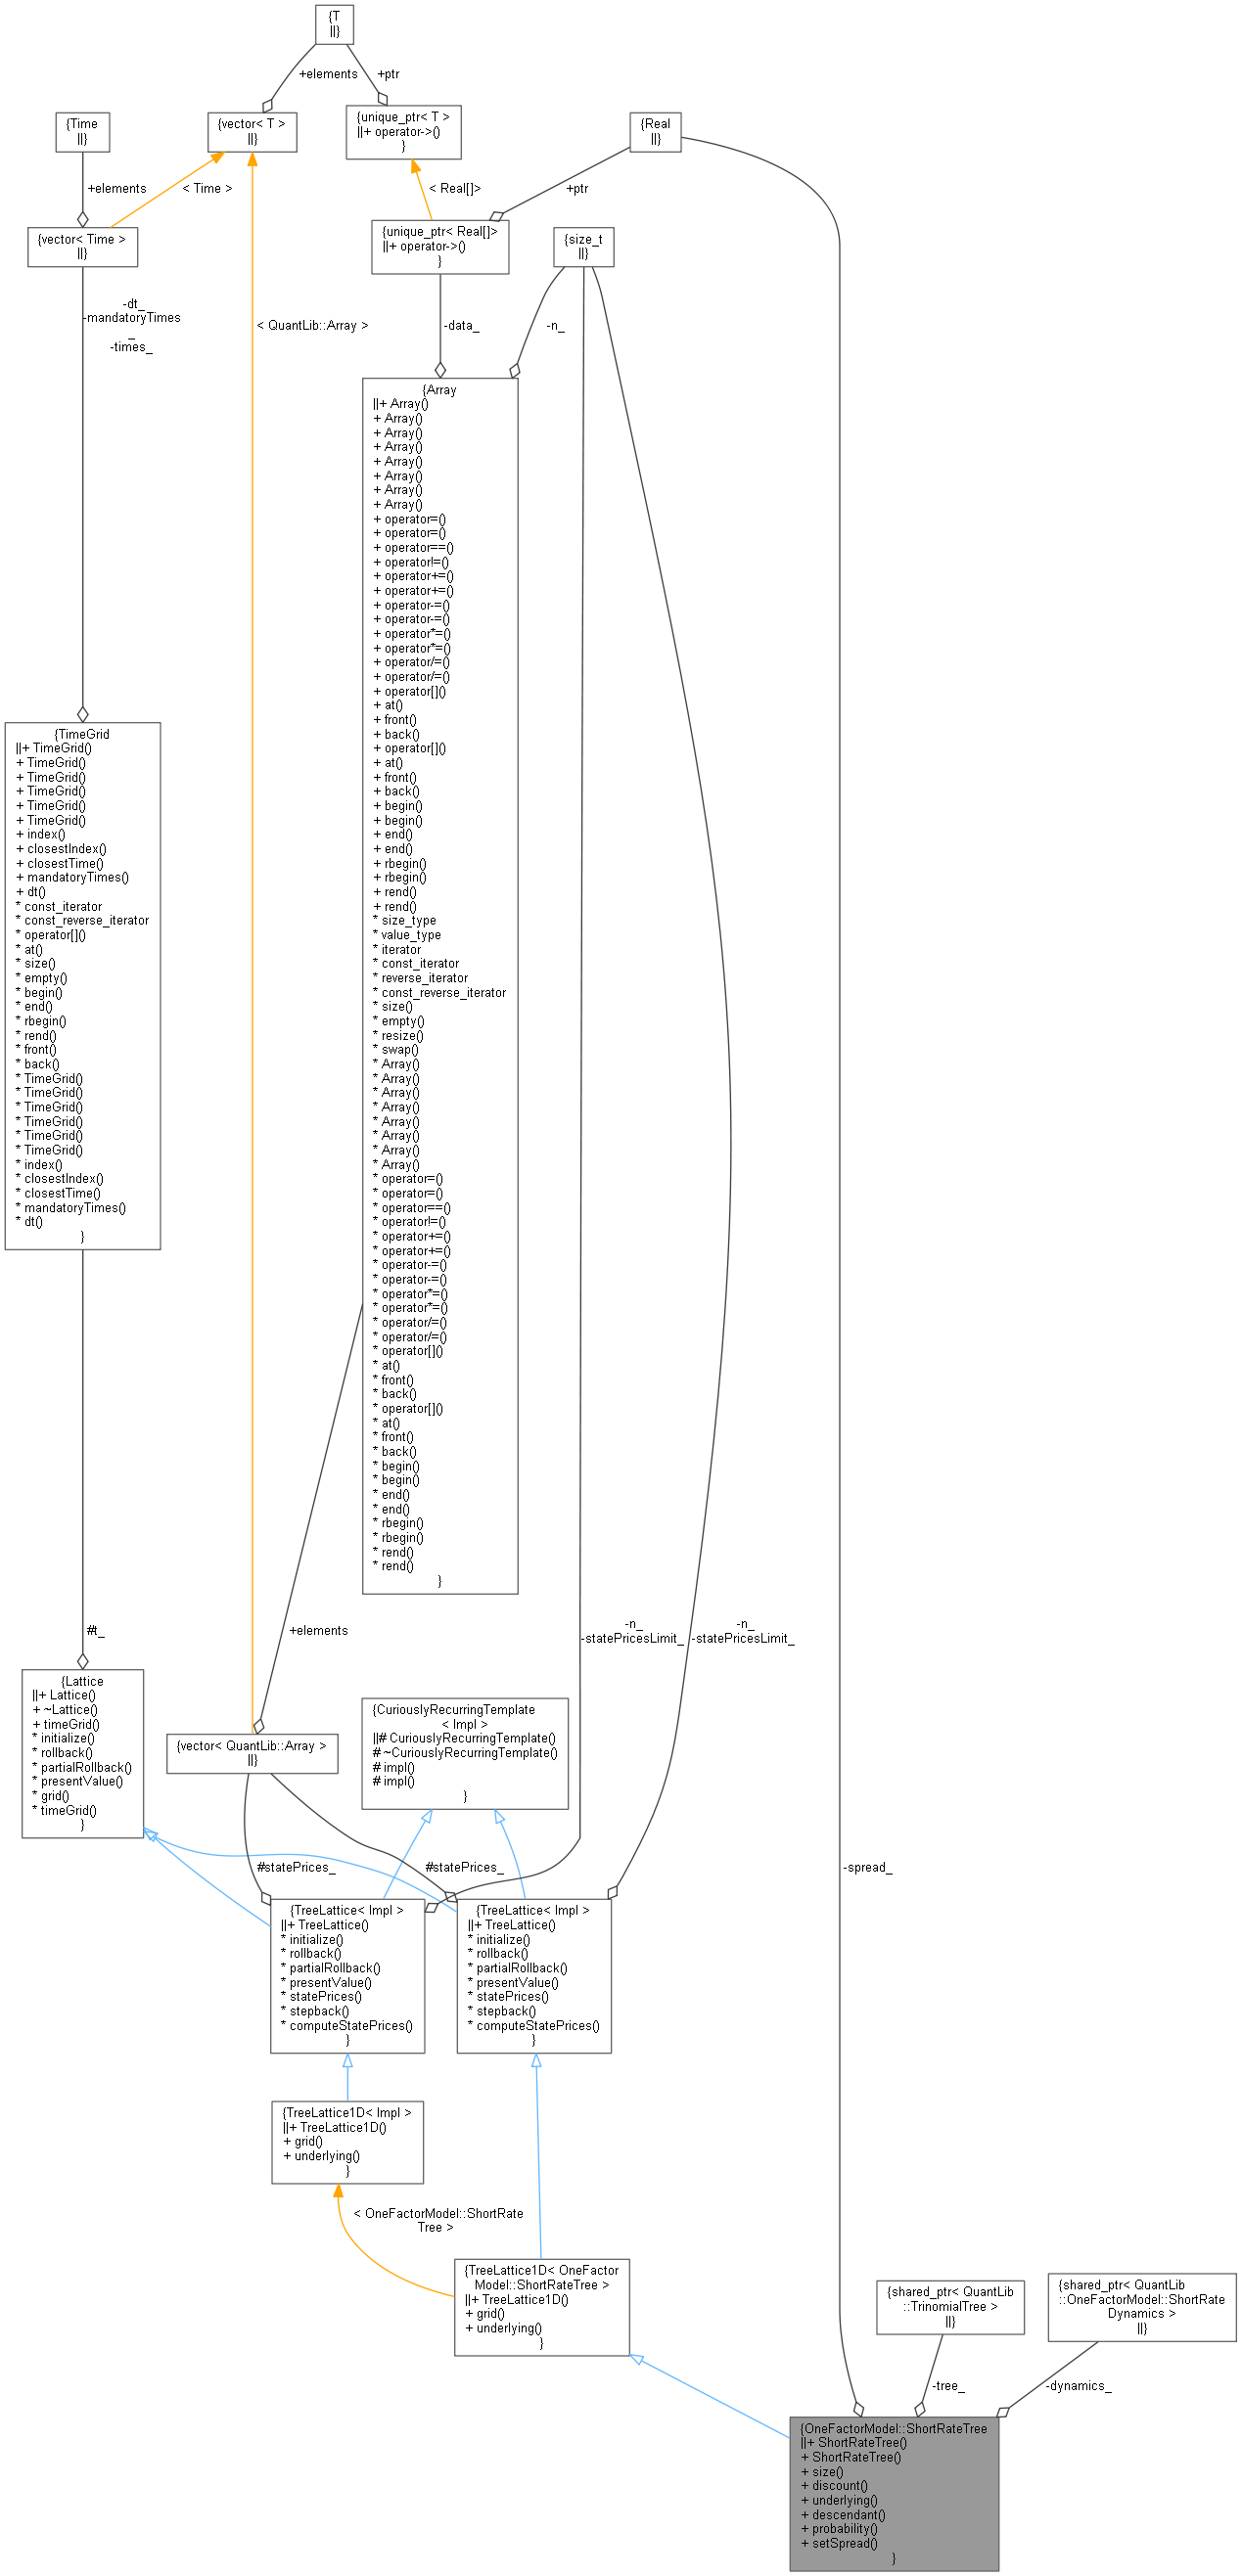 {T
||}
+elements
+ptr
{Time
||}
{vector< T >
||}
{unique_ptr< T >
||+ operator->()
}
{Real
||}
+elements
< Time >
< Real[]>
+ptr
{vector< Time >
||}
{unique_ptr< Real[]>
||+ operator->()
}
{size_t
||}
-dt_
-mandatoryTimes
_
-times_
< QuantLib::Array >
-data_
-n_
{Array
||+ Array()
+ Array()
+ Array()
+ Array()
+ Array()
+ Array()
+ Array()
+ Array()
+ operator=()
+ operator=()
+ operator==()
+ operator!=()
+ operator+=()
+ operator+=()
+ operator-=()
+ operator-=()
+ operator*=()
+ operator*=()
+ operator/=()
+ operator/=()
+ operator[]()
+ at()
+ front()
+ back()
+ operator[]()
+ at()
+ front()
+ back()
+ begin()
+ begin()
+ end()
+ end()
+ rbegin()
+ rbegin()
+ rend()
+ rend()
* size_type
* value_type
* iterator
* const_iterator
* reverse_iterator
* const_reverse_iterator
* size()
* empty()
* resize()
* swap()
* Array()
* Array()
* Array()
* Array()
* Array()
* Array()
* Array()
* Array()
* operator=()
* operator=()
* operator==()
* operator!=()
* operator+=()
* operator+=()
* operator-=()
* operator-=()
* operator*=()
* operator*=()
* operator/=()
* operator/=()
* operator[]()
* at()
* front()
* back()
* operator[]()
* at()
* front()
* back()
* begin()
* begin()
* end()
* end()
* rbegin()
* rbegin()
* rend()
* rend()
}
{TimeGrid
||+ TimeGrid()
+ TimeGrid()
+ TimeGrid()
+ TimeGrid()
+ TimeGrid()
+ TimeGrid()
+ index()
+ closestIndex()
+ closestTime()
+ mandatoryTimes()
+ dt()
* const_iterator
* const_reverse_iterator
* operator[]()
* at()
* size()
* empty()
* begin()
* end()
* rbegin()
* rend()
* front()
* back()
* TimeGrid()
* TimeGrid()
* TimeGrid()
* TimeGrid()
* TimeGrid()
* TimeGrid()
* index()
* closestIndex()
* closestTime()
* mandatoryTimes()
* dt()
}
#t_
+elements
-n_
-statePricesLimit_
-n_
-statePricesLimit_
{Lattice
||+ Lattice()
+ ~Lattice()
+ timeGrid()
* initialize()
* rollback()
* partialRollback()
* presentValue()
* grid()
* timeGrid()
}
{vector< QuantLib::Array >
||}
{CuriouslyRecurringTemplate
< Impl >
||# CuriouslyRecurringTemplate()
# ~CuriouslyRecurringTemplate()
# impl()
# impl()
}
#statePrices_
#statePrices_
-spread_
{TreeLattice< Impl >
||+ TreeLattice()
* initialize()
* rollback()
* partialRollback()
* presentValue()
* statePrices()
* stepback()
* computeStatePrices()
}
{TreeLattice< Impl >
||+ TreeLattice()
* initialize()
* rollback()
* partialRollback()
* presentValue()
* statePrices()
* stepback()
* computeStatePrices()
}
{TreeLattice1D< Impl >
||+ TreeLattice1D()
+ grid()
+ underlying()
}
< OneFactorModel::ShortRate
Tree >
{TreeLattice1D< OneFactor
Model::ShortRateTree >
||+ TreeLattice1D()
+ grid()
+ underlying()
}
{shared_ptr< QuantLib
::TrinomialTree >
||}
{shared_ptr< QuantLib
::OneFactorModel::ShortRate
Dynamics >
||}
-tree_
-dynamics_
{OneFactorModel::ShortRateTree
||+ ShortRateTree()
+ ShortRateTree()
+ size()
+ discount()
+ underlying()
+ descendant()
+ probability()
+ setSpread()
}